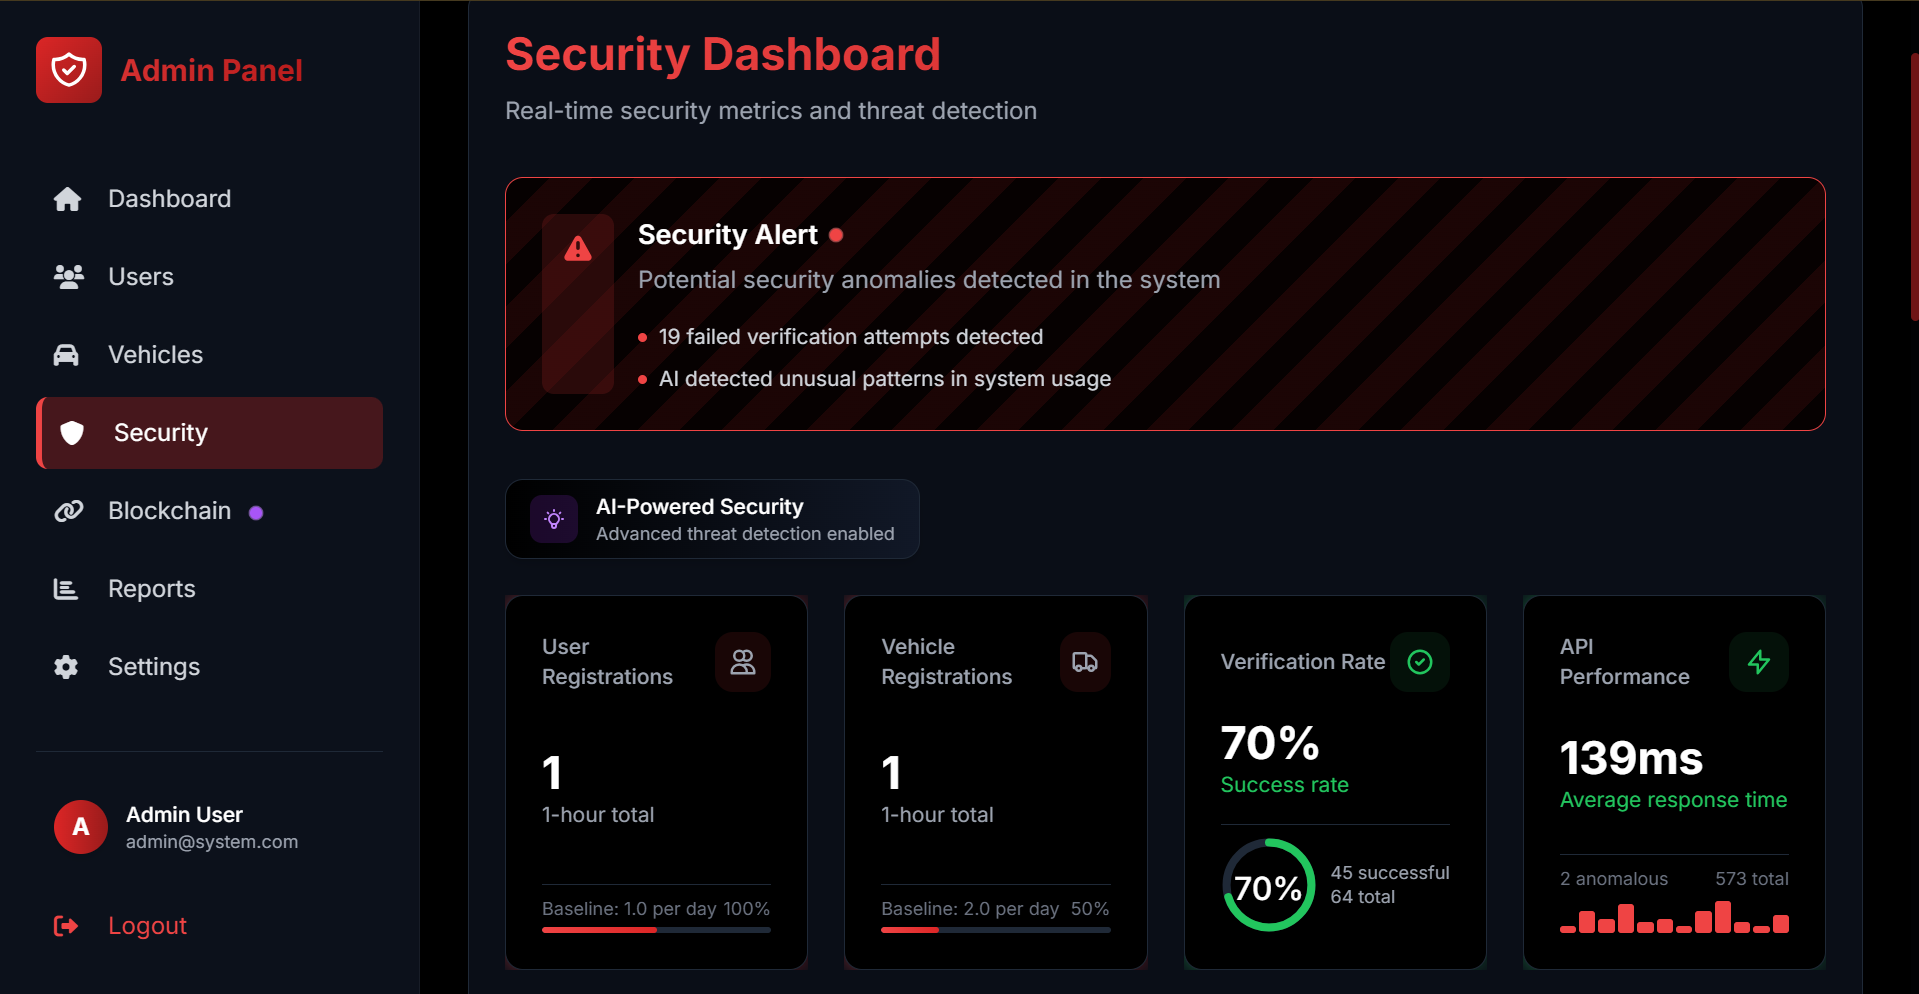 Admin Panel
Dashboard
Users
Vehicles
Security
Blockchain
Reports
Settings
A
Admin User
admin@system.com
Logout
Security Dashboard
Real-time security metrics and threat detection
Security Alert
Potential security anomalies detected in the system
19 failed verification attempts detected
AI detected unusual patterns in system usage
AI-Powered Security
Advanced threat detection enabled
User
Registrations
1
1-hour total
Baseline: 1.0 per day 100%
Vehicle
Registrations
1
1-hour total
Baseline: 2.0 per day 50%
Verification Rate
70%
Success rate
70%
45 successful
64 total
API
Performance
139ms
Average response time
2 anomalous 573 total